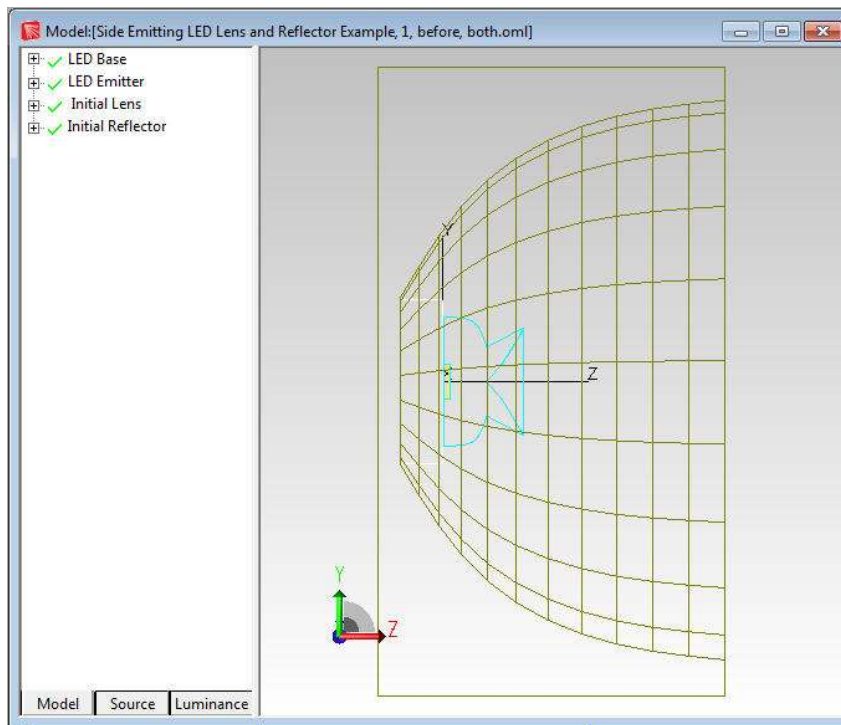 Model:[Side Emitting LED Lens and Reflector Example, 1, before, both.oml]
LED Base
LED Emitter
Initial Lens
Initial Reflector
Y
Z
Y
Z
Model Source Luminance